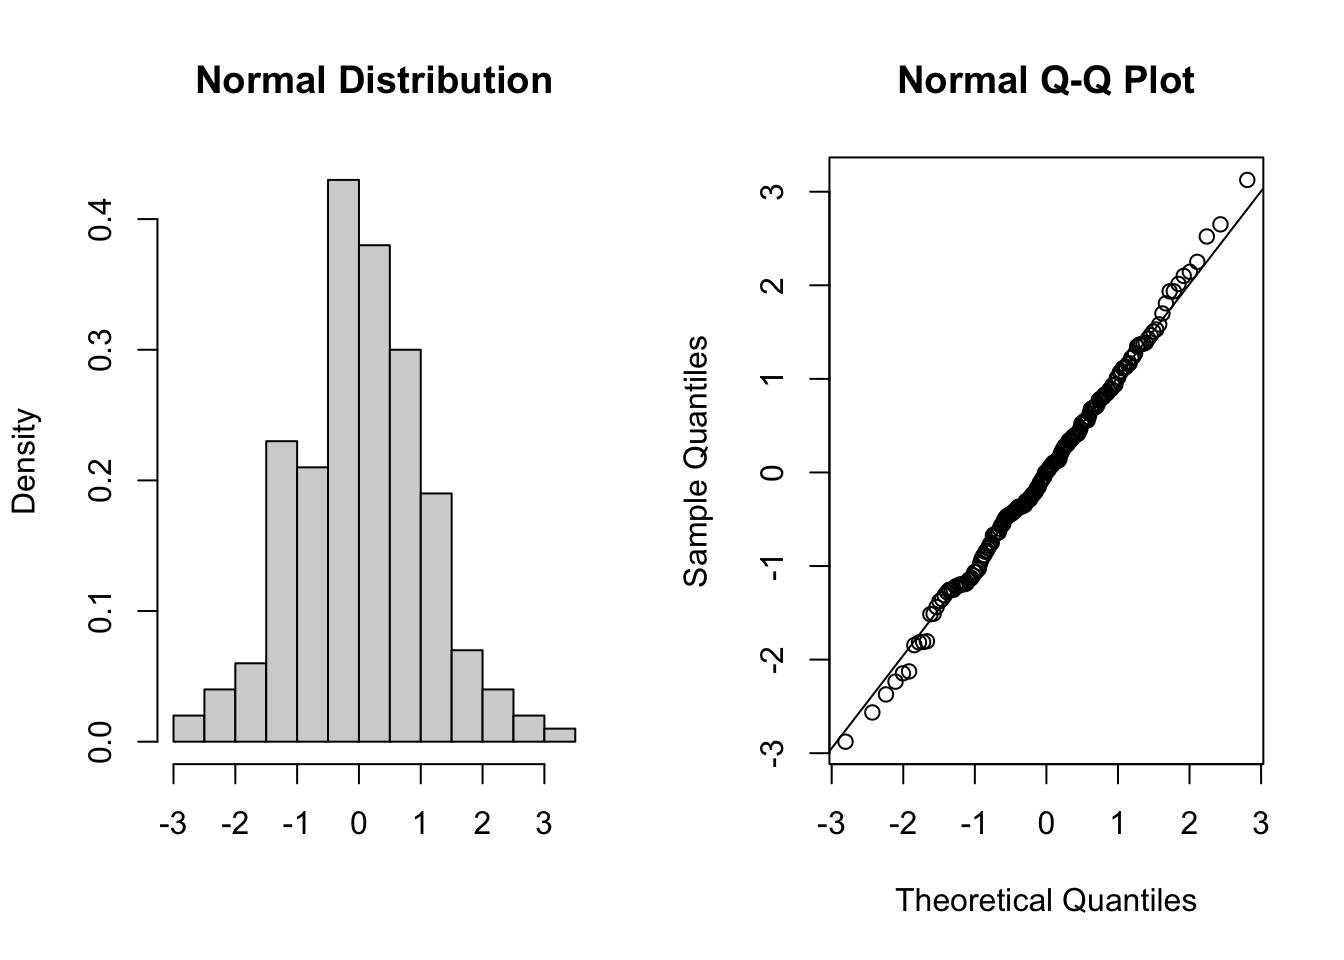 Normal Distribution
Density
0.0 0.1 0.2 0.3 0.4
-3 -2 -1 0 1 2 3
Normal Q-Q Plot
Sample Quantiles
-3 -2 -1 0 1 2 3
-3 -2 -1 0 1 2 3
Theoretical Quantiles